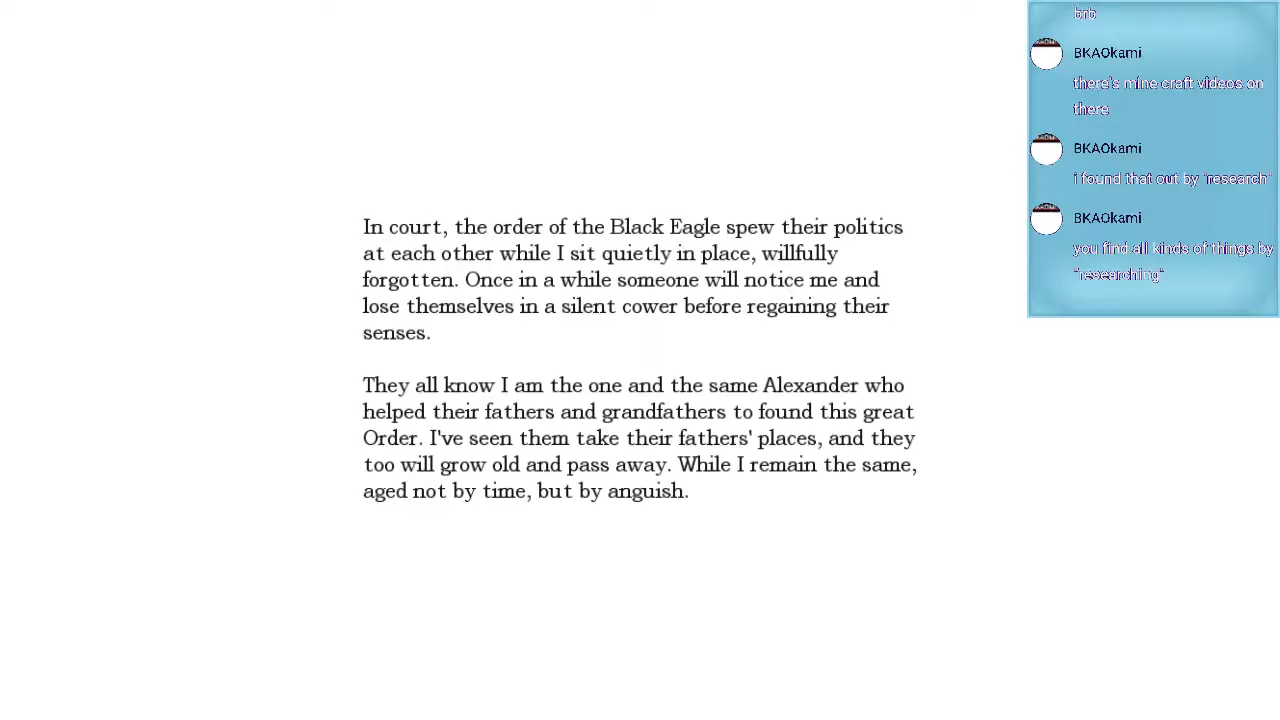 In court, the order of the Black Eagle spew their politics
at each other while I sit quietly in place, willfully
forgotten. Once in a while someone will notice me and
lose themselves in a silent cower before regaining their
senses.
They all know I am the one and the same Alexander who
helped their fathers and grandfathers to found this great
Order. I've seen them take their fathers' places, and they
too will grow old and pass away. While I remain the same,
aged not by time, but by anguish.
brb
BKAOkami
there's mine craft videos on
there
BKAOkami
i found that out by "research"
BKAOkami
you find all kinds of things by
"researching"